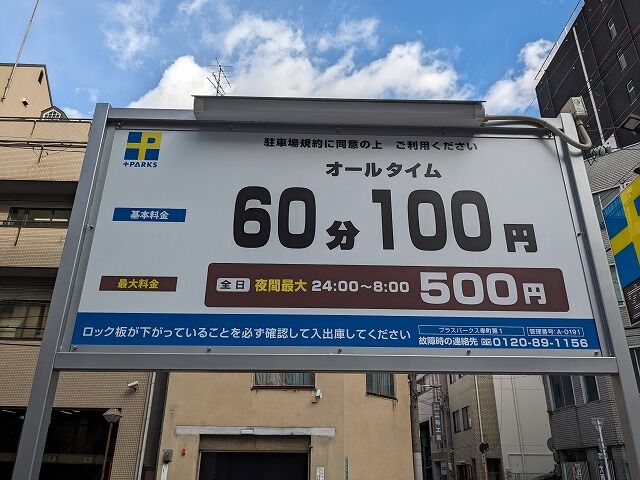 +PARKS
駐車場規約に同意の上 ご利用ください
オールタイム
基本料金
60分 100円
最大料金
全日 夜間最大 24:00〜8:00 500円
ロック板が下がっていることを必ず確認して入出庫してください
プラスパークス幸町第1 管理番号:A-0191
故障時の連絡先 0120-89-1156